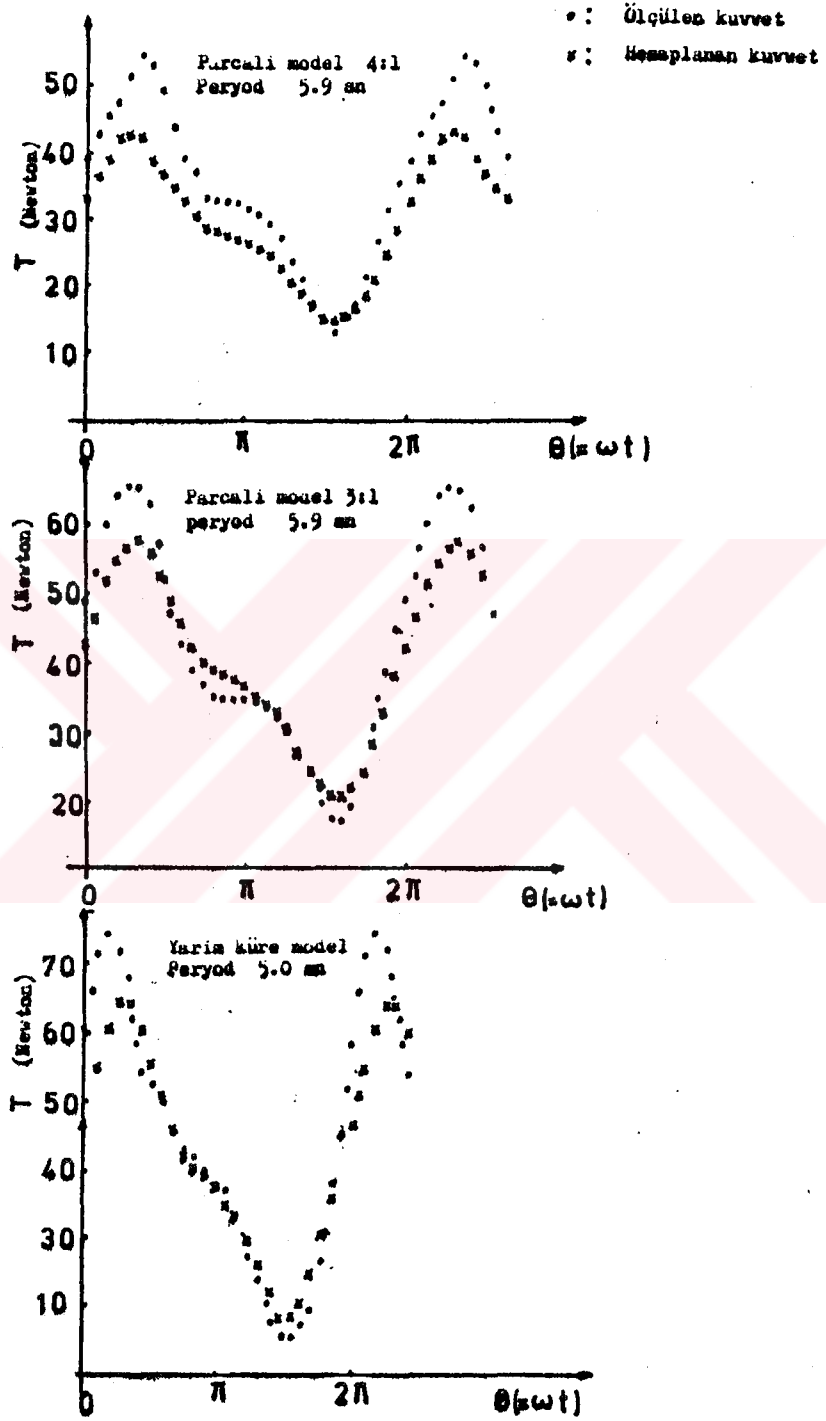 • : Ölçülen kuvvet
x : Hesaplanan kuvvet
Parcali model 4:1
Peryod 5.9 sn
T (Newton)
50
40
30
20
10
0
π
2π
θ(=ωt)
Parcali model 3:1
peryod 5.9 sn
T (Newton)
60
50
40
30
20
0
π
2π
θ(=ωt)
Yarim küre model
Peryod 5.0 sn
T (Newton)
70
60
50
40
30
10
0
π
2π
θ(=ωt)